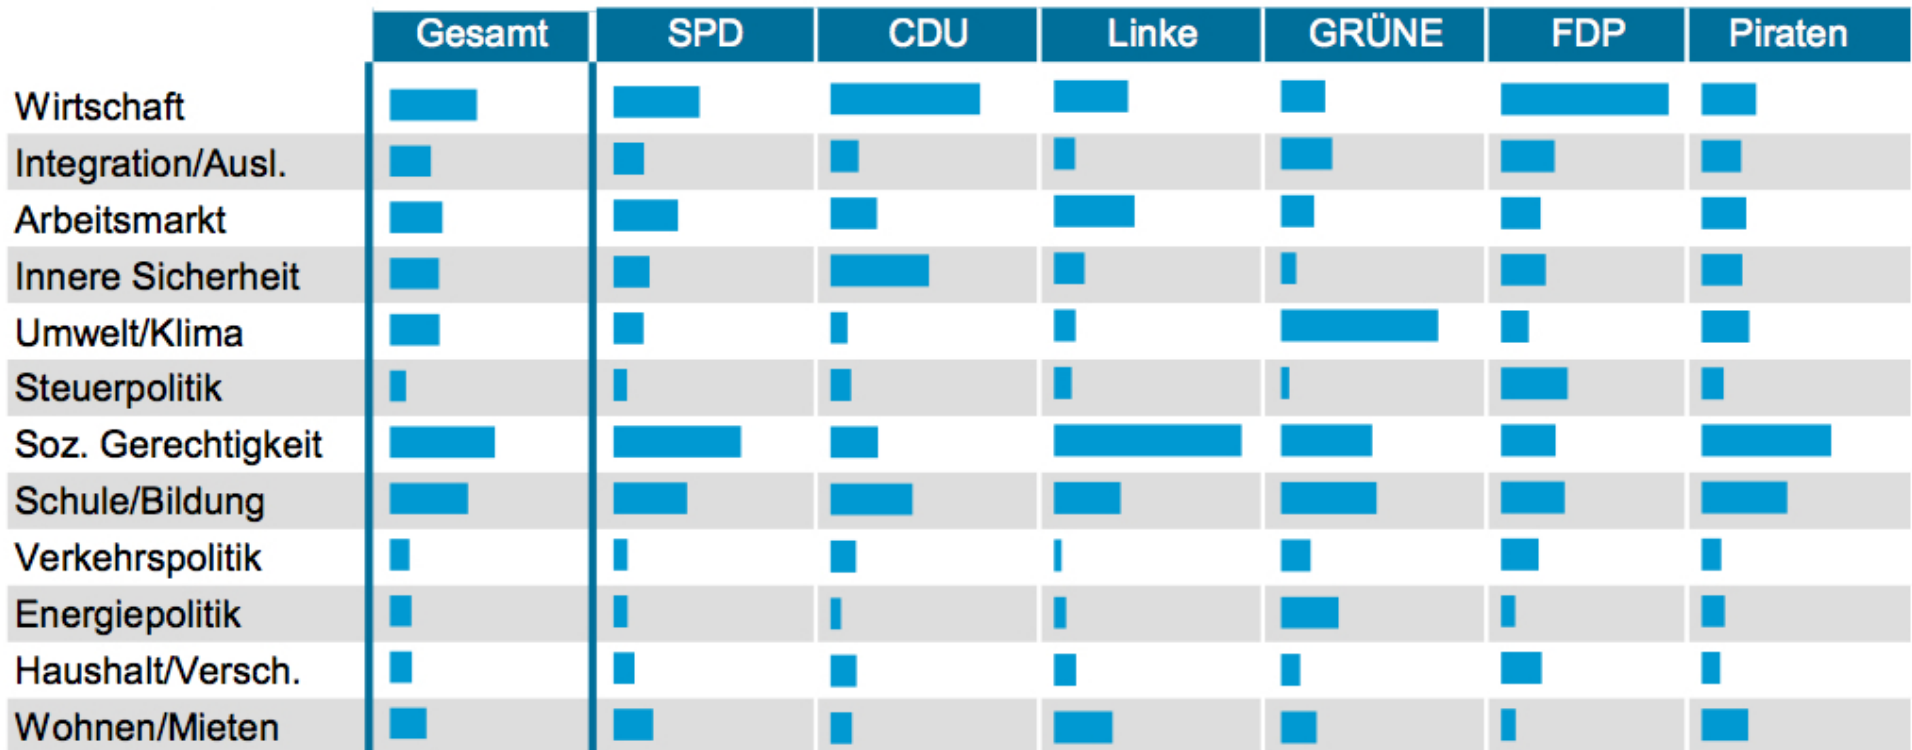 Gesamt SPD CDU Linke GRÜNE FDP Piraten
Wirtschaft
Integration/Ausl.
Arbeitsmarkt
Innere Sicherheit
Umwelt/Klima
Steuerpolitik
Soz. Gerechtigkeit
Schule/Bildung
Verkehrspolitik
Energiepolitik
Haushalt/Versch.
Wohnen/Mieten